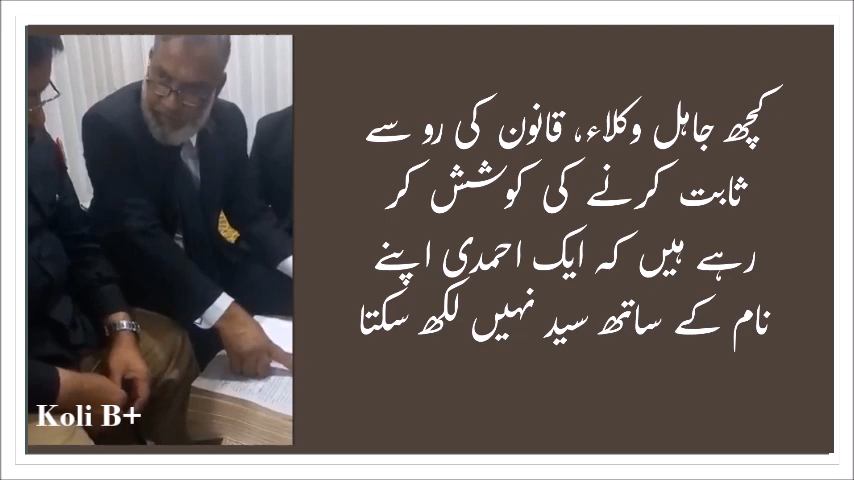 کچھ جاہل وکلاء، قانون کی رو سے
ثابت کرنے کی کوشش کر
رہے ہیں کہ ایک احمدی اپنے
نام کے ساتھ سید نہیں لکھ سکتا
Koli B+